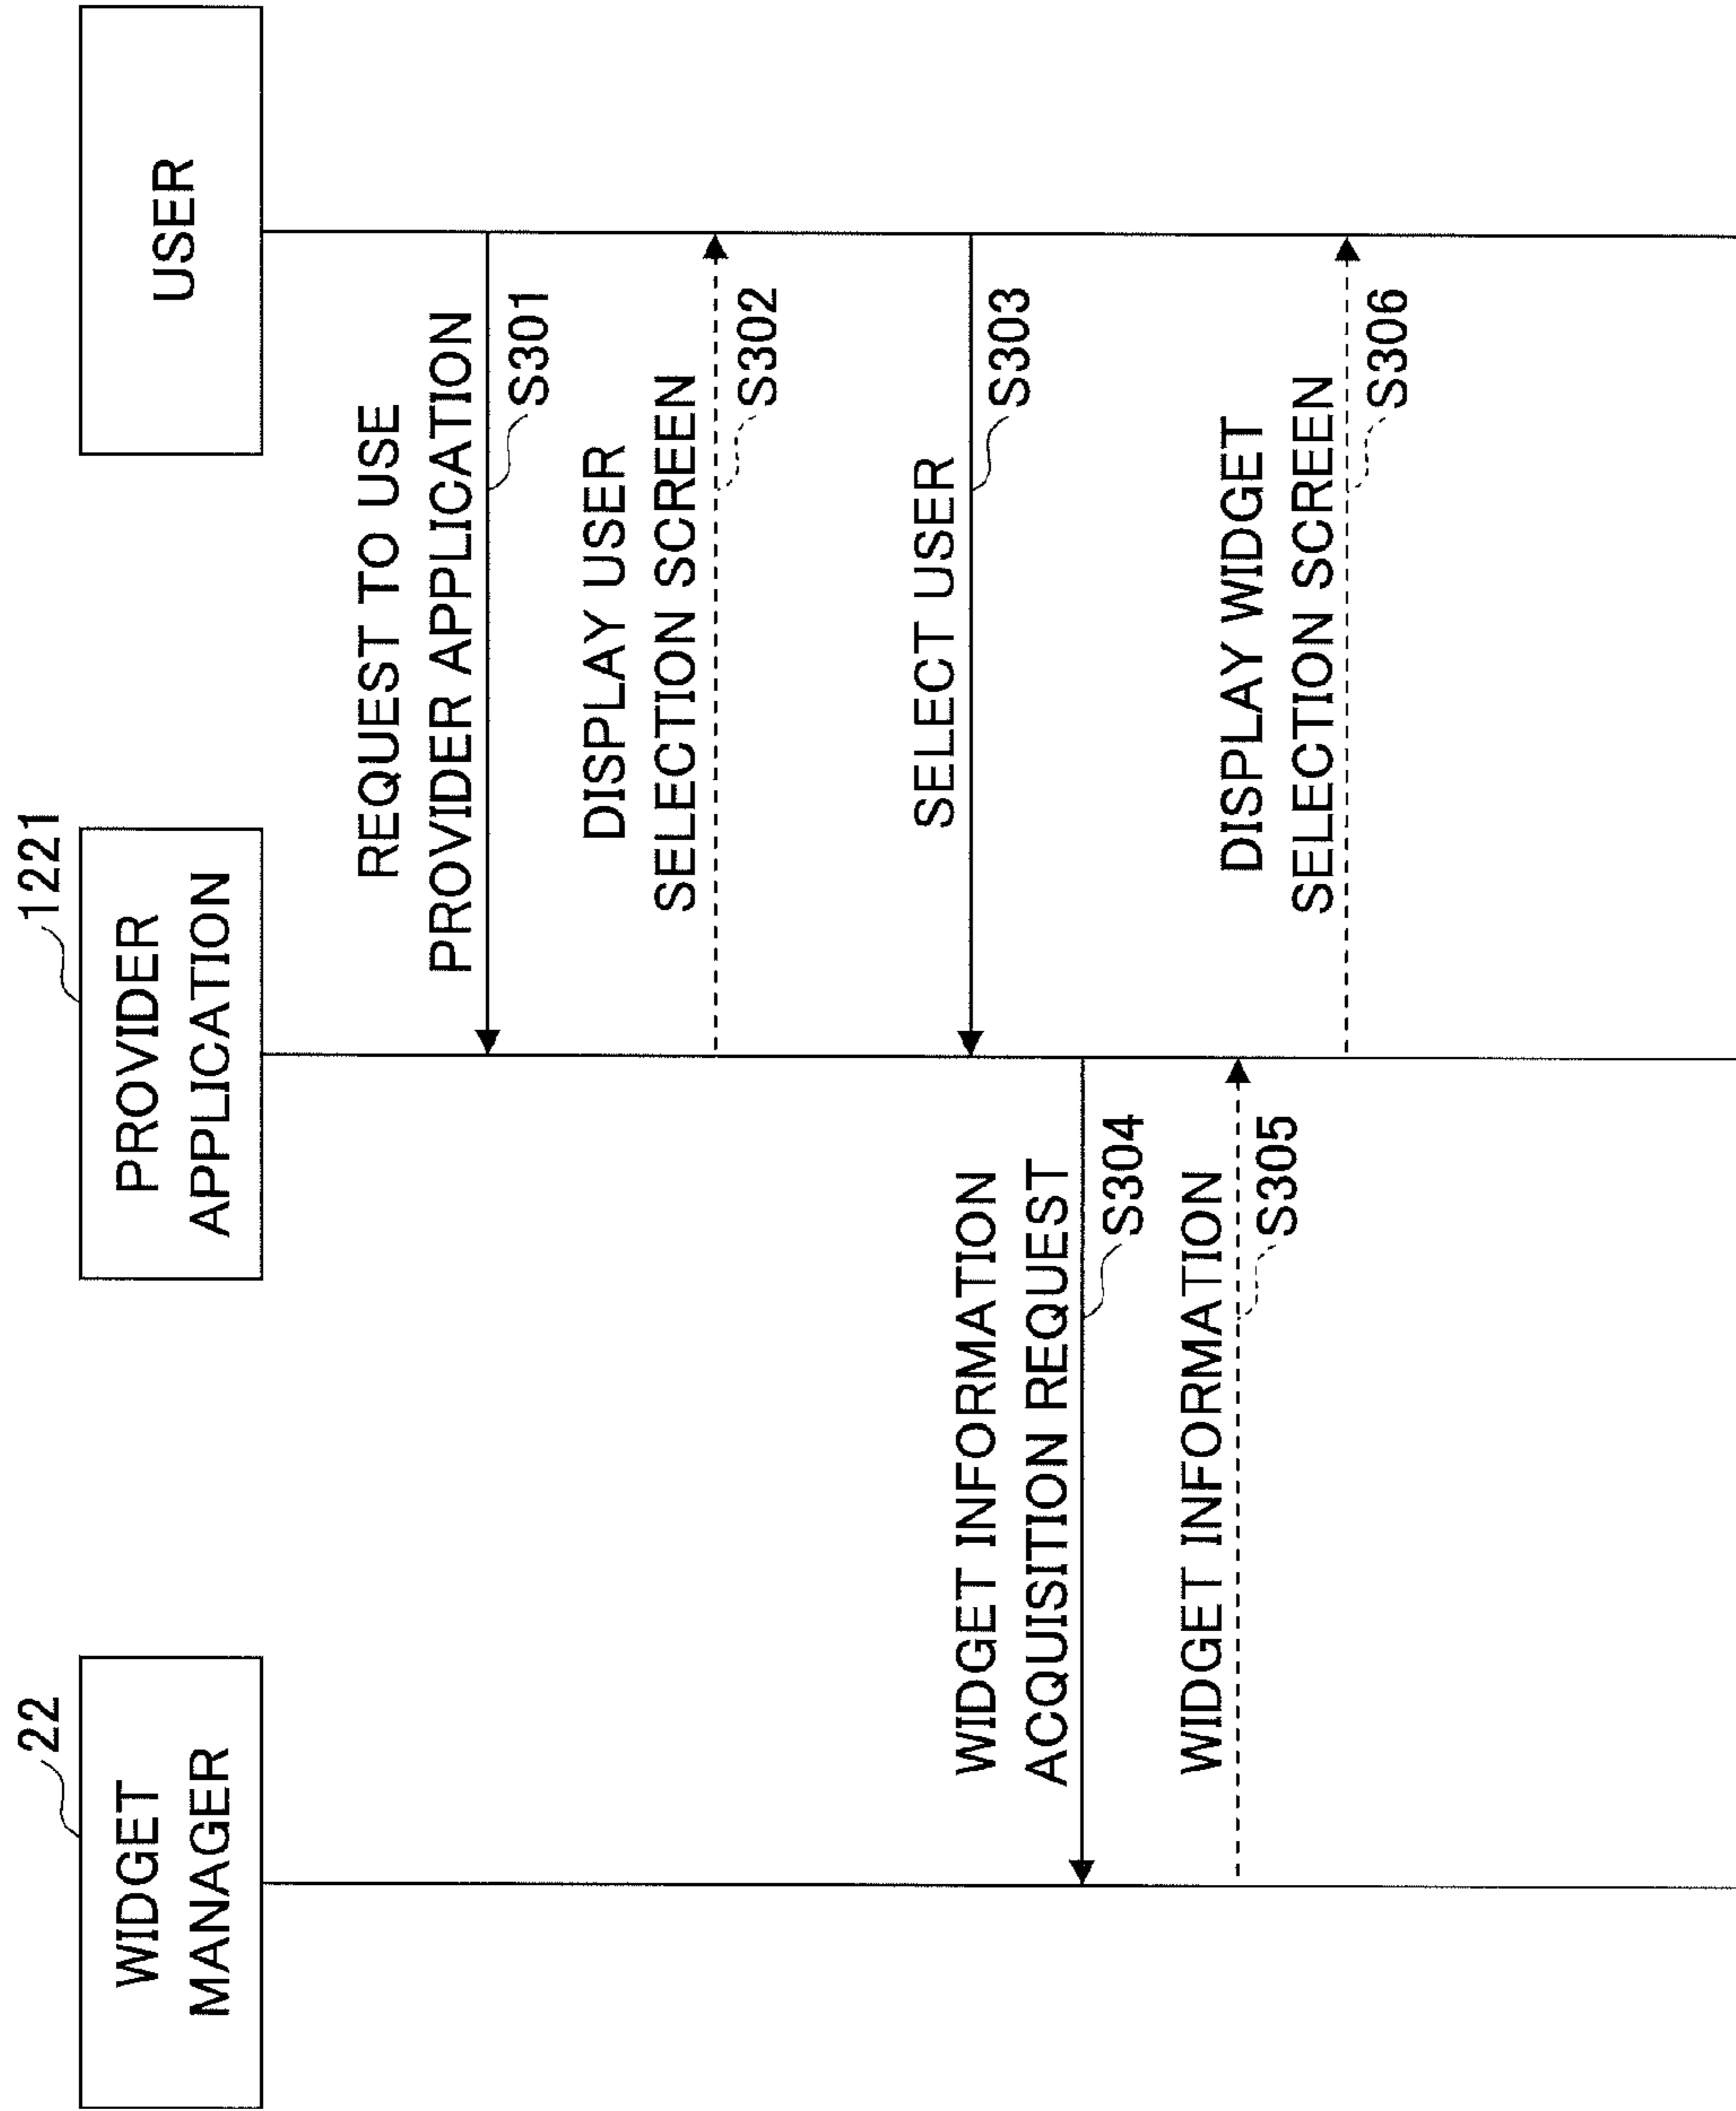 22
WIDGET
MANAGER
1221
PROVIDER
APPLICATION
USER
REQUEST TO USE
PROVIDER APPLICATION
S301
DISPLAY USER
SELECTION SCREEN
S302
SELECT USER
S303
WIDGET INFORMATION
ACQUISITION REQUEST
S304
WIDGET INFORMATION
S305
DISPLAY WIDGET
SELECTION SCREEN
S306